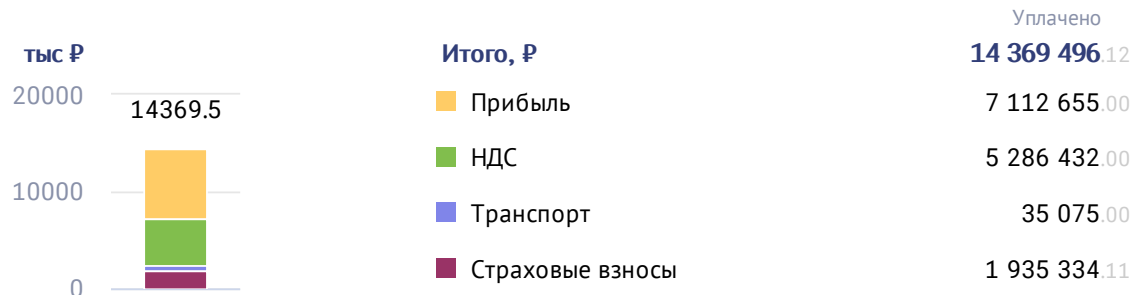 Уплачено
тыс ₽
Итого, ₽ 14 369 496.12
20000
14369.5
Прибыль 7 112 655.00
НДС 5 286 432.00
10000
Транспорт 35 075.00
Страховые взносы 1 935 334.11
0